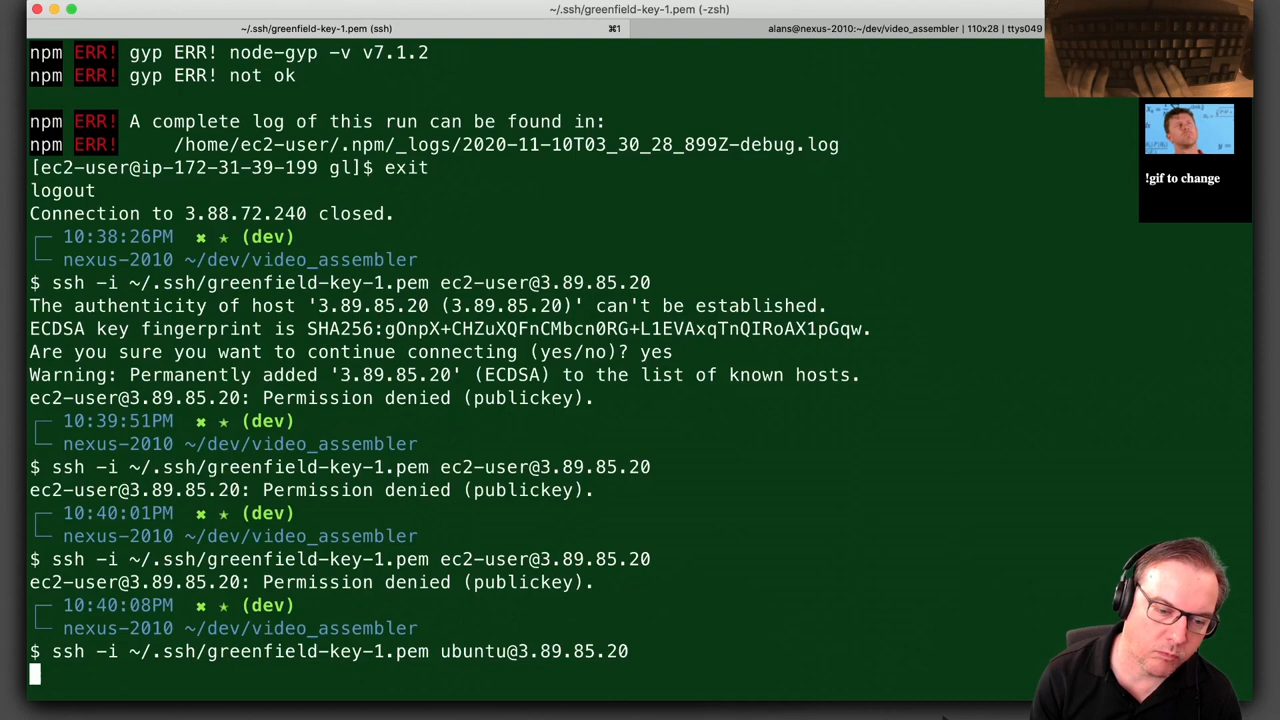 ~/.ssh/greenfield-key-1.pem (-zsh)
~/.ssh/greenfield-key-1.pem (ssh) ⌘1 alans@nexus-2010:~/dev/video_assembler | 110x28 | ttys049
npm ERR! gyp ERR! node-gyp -v v7.1.2
npm ERR! gyp ERR! not ok
npm ERR! A complete log of this run can be found in:
npm ERR!     /home/ec2-user/.npm/_logs/2020-11-10T03_30_28_899Z-debug.log
[ec2-user@ip-172-31-39-199 gl]$ exit
logout
Connection to 3.88.72.240 closed.
10:38:26PM ✖ ★ (dev)
nexus-2010 ~/dev/video_assembler
$ ssh -i ~/.ssh/greenfield-key-1.pem ec2-user@3.89.85.20
The authenticity of host '3.89.85.20 (3.89.85.20)' can't be established.
ECDSA key fingerprint is SHA256:gOnpX+CHZuXQFnCMbcn0RG+L1EVAxqTnQIRoAX1pGqw.
Are you sure you want to continue connecting (yes/no)? yes
Warning: Permanently added '3.89.85.20' (ECDSA) to the list of known hosts.
ec2-user@3.89.85.20: Permission denied (publickey).
10:39:51PM ✖ ★ (dev)
nexus-2010 ~/dev/video_assembler
$ ssh -i ~/.ssh/greenfield-key-1.pem ec2-user@3.89.85.20
ec2-user@3.89.85.20: Permission denied (publickey).
10:40:01PM ✖ ★ (dev)
nexus-2010 ~/dev/video_assembler
$ ssh -i ~/.ssh/greenfield-key-1.pem ec2-user@3.89.85.20
ec2-user@3.89.85.20: Permission denied (publickey).
10:40:08PM ✖ ★ (dev)
nexus-2010 ~/dev/video_assembler
$ ssh -i ~/.ssh/greenfield-key-1.pem ubuntu@3.89.85.20
!gif to change